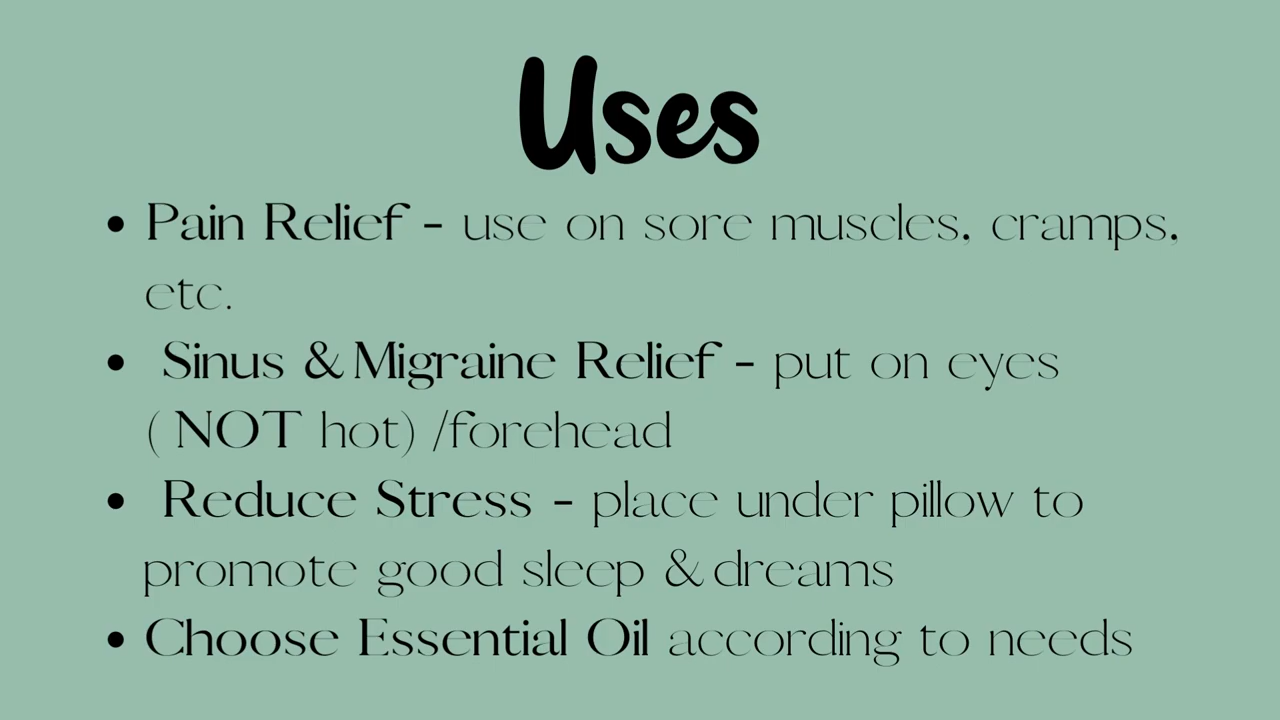 Uses
• Pain Relief - use on sore muscles, cramps,
etc.
• Sinus & Migraine Relief - put on eyes
( NOT hot) /forehead
• Reduce Stress - place under pillow to
promote good sleep & dreams
• Choose Essential Oil according to needs